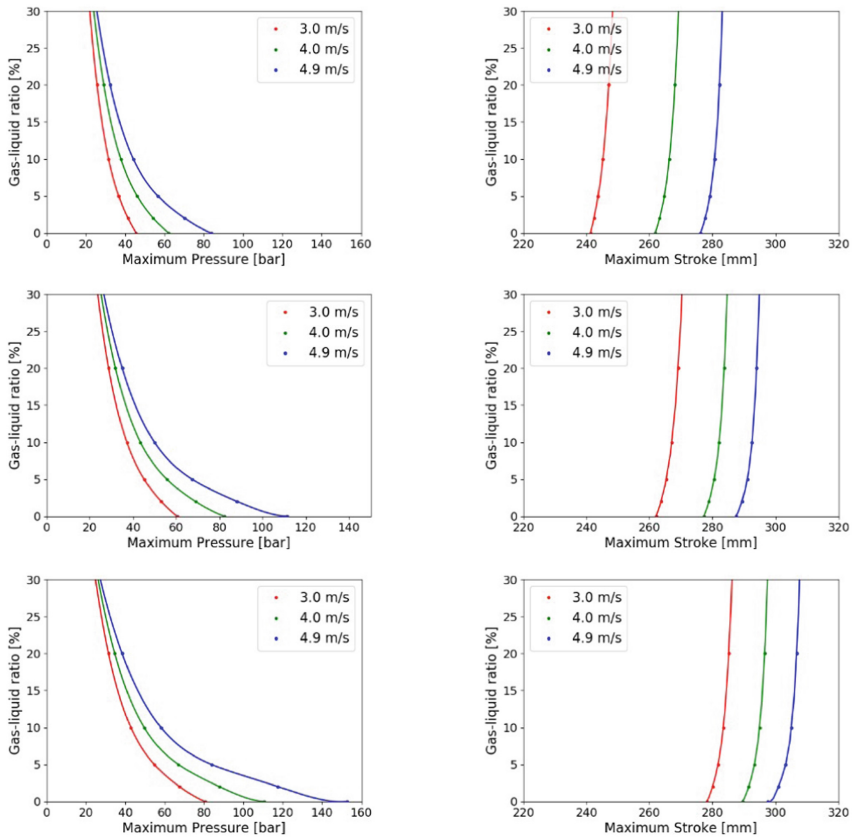 30
25
20
15
10
5
0
Gas-liquid ratio [%]
3.0 m/s
4.0 m/s
4.9 m/s
0 20 40 60 80 100 120 140 160
Maximum Pressure [bar]
30
25
20
15
10
5
0
Gas-liquid ratio [%]
3.0 m/s
4.0 m/s
4.9 m/s
220 240 260 280 300 320
Maximum Stroke [mm]
30
25
20
15
10
5
0
Gas-liquid ratio [%]
3.0 m/s
4.0 m/s
4.9 m/s
0 20 40 60 80 100 120 140
Maximum Pressure [bar]
30
25
20
15
10
5
0
Gas-liquid ratio [%]
3.0 m/s
4.0 m/s
4.9 m/s
220 240 260 280 300 320
Maximum Stroke [mm]
30
25
20
15
10
5
0
Gas-liquid ratio [%]
3.0 m/s
4.0 m/s
4.9 m/s
0 20 40 60 80 100 120 140 160
Maximum Pressure [bar]
30
25
20
15
10
5
0
Gas-liquid ratio [%]
3.0 m/s
4.0 m/s
4.9 m/s
220 240 260 280 300 320
Maximum Stroke [mm]